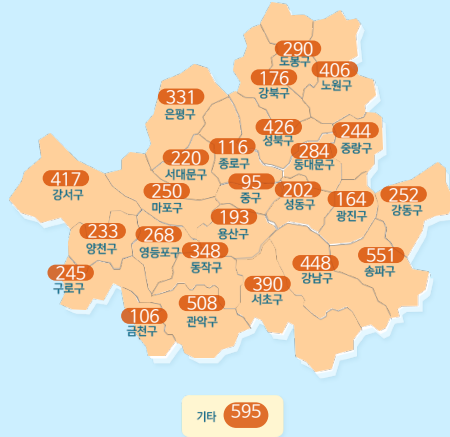 290
도봉구
406
노원구
176
강북구
331
은평구
426
성북구
244
중랑구
116
종로구
284
동대문구
220
서대문구
417
강서구
250
마포구
95
중구
202
성동구
164
광진구
252
강동구
193
용산구
233
양천구
268
영등포구
348
동작구
551
송파구
448
강남구
245
구로구
390
서초구
508
관악구
106
금천구
기타 595